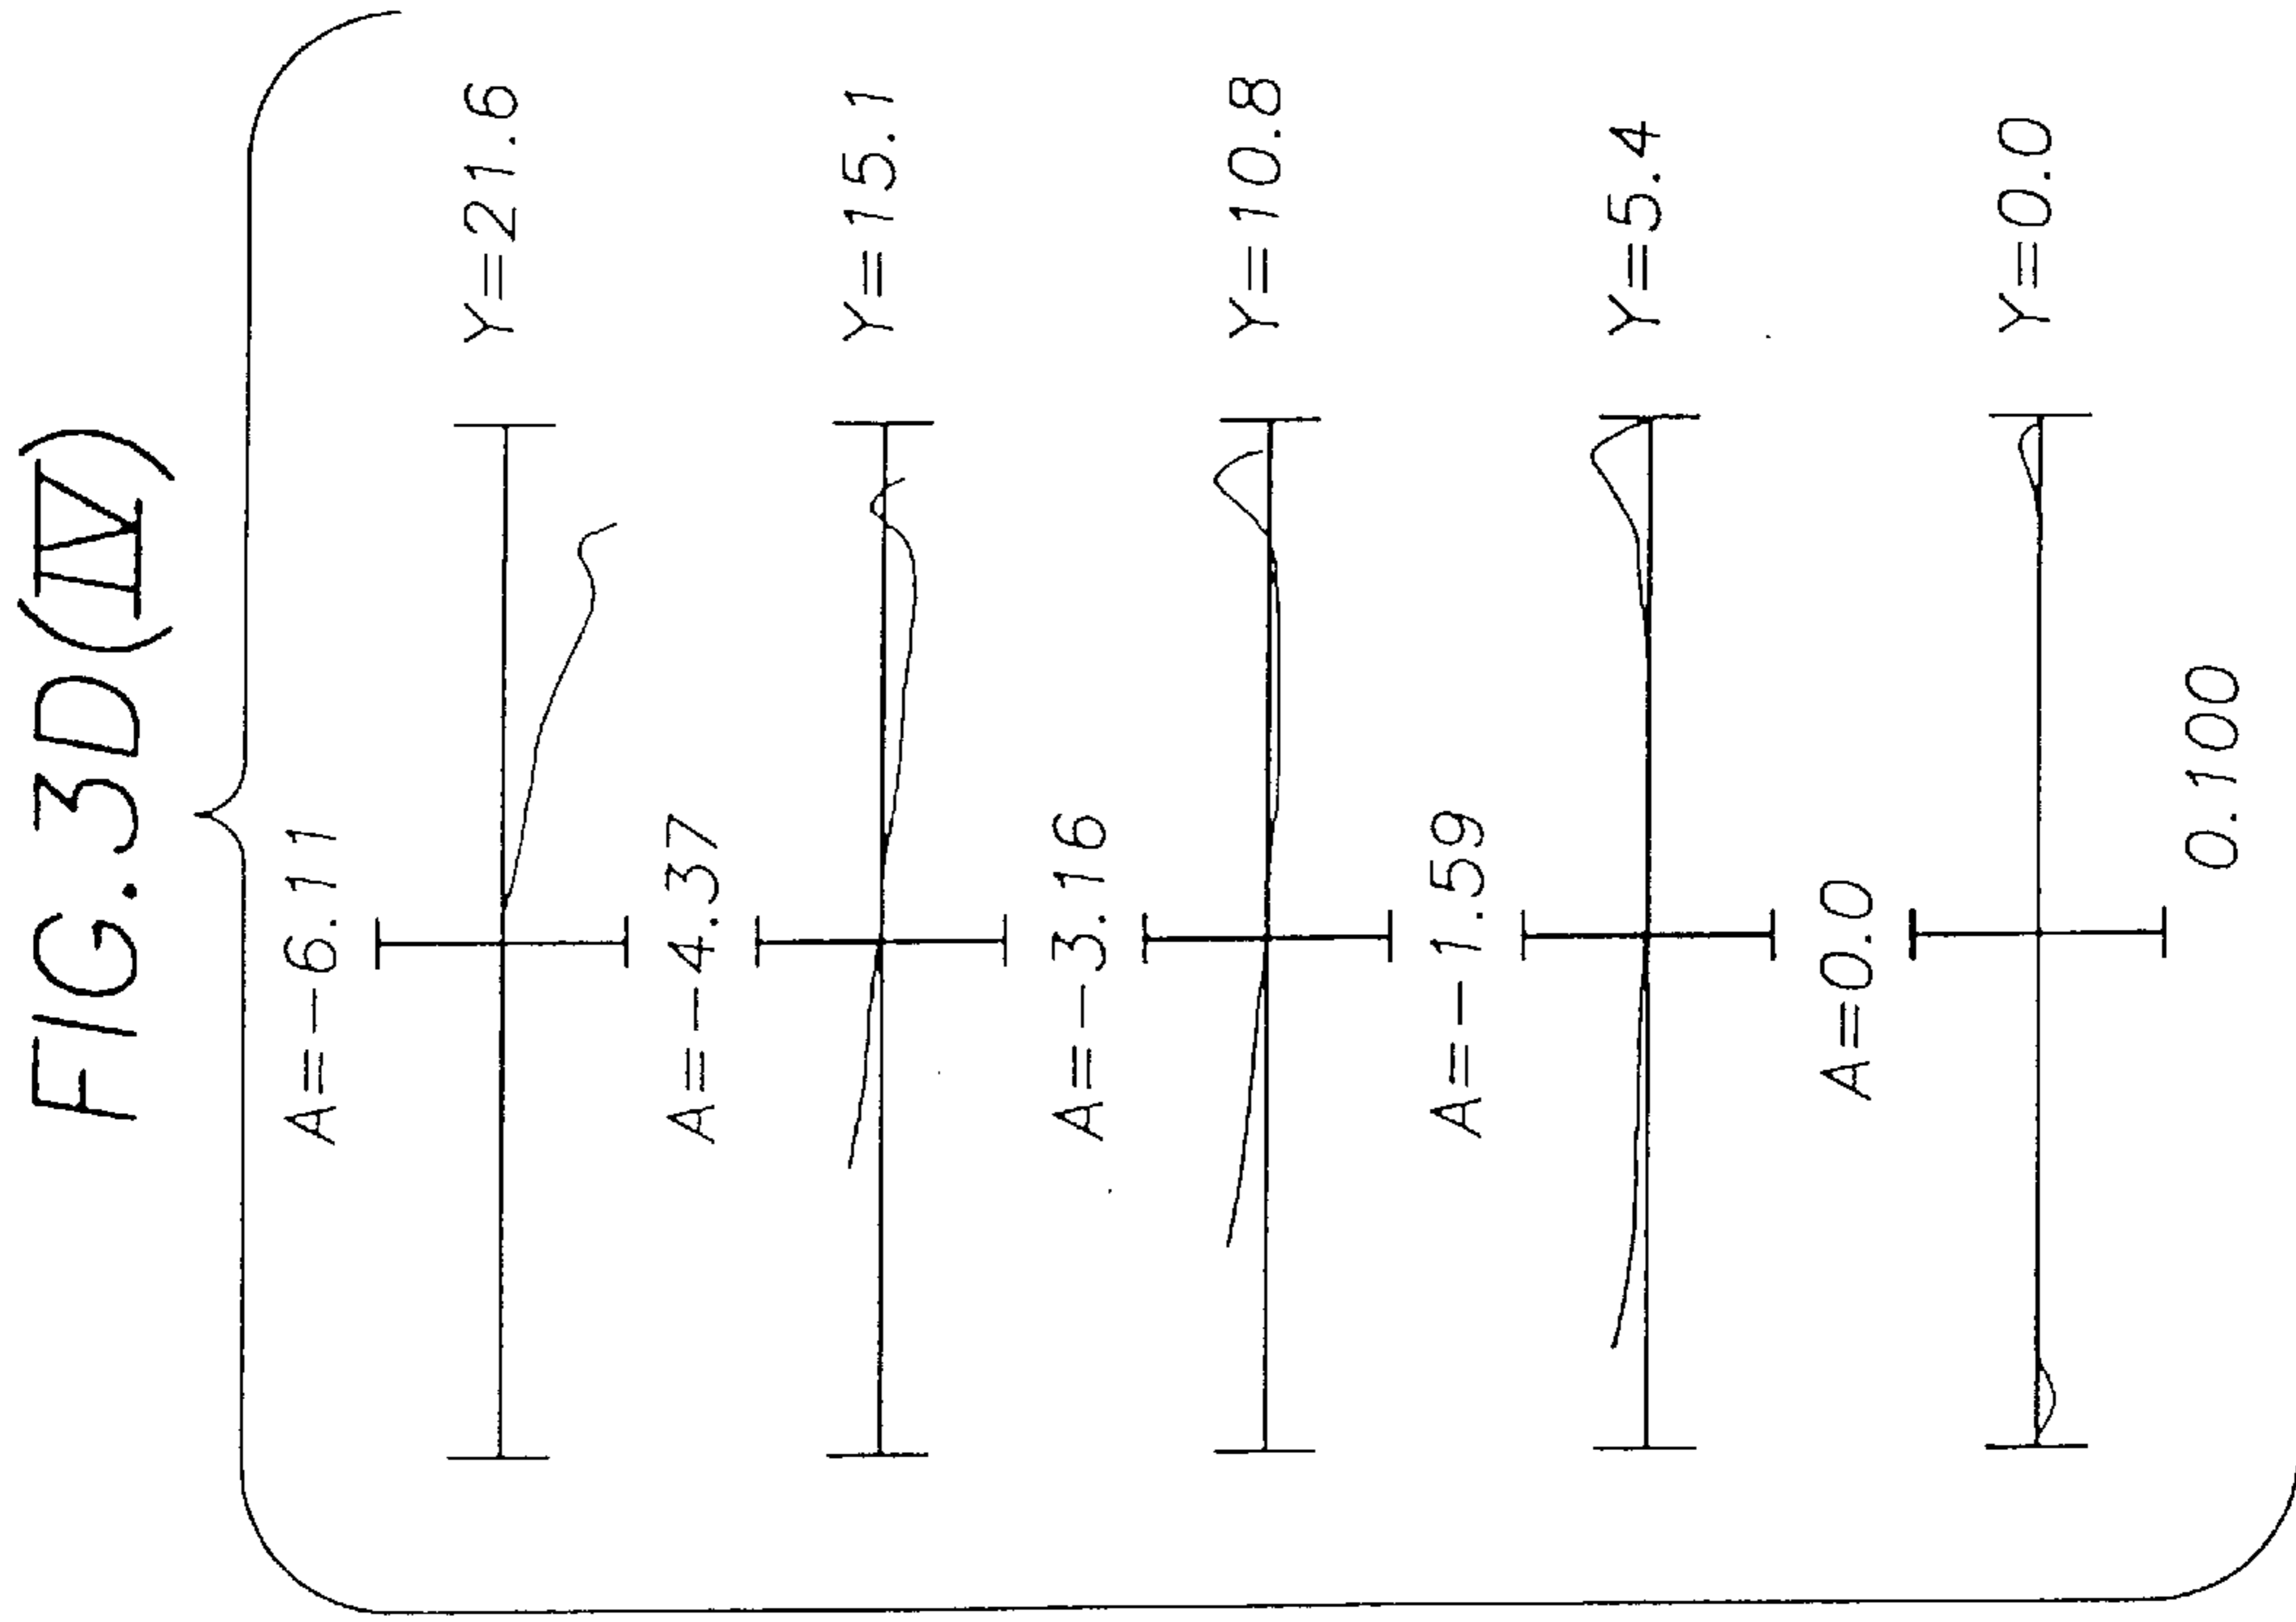 FIG.3D(IV)
A=-6.11
Y=21.6
A=-4.37
Y=15.1
A=-3.16
Y=10.8
A=-1.59
Y=5.4
A=0.0
Y=0.0
0.100